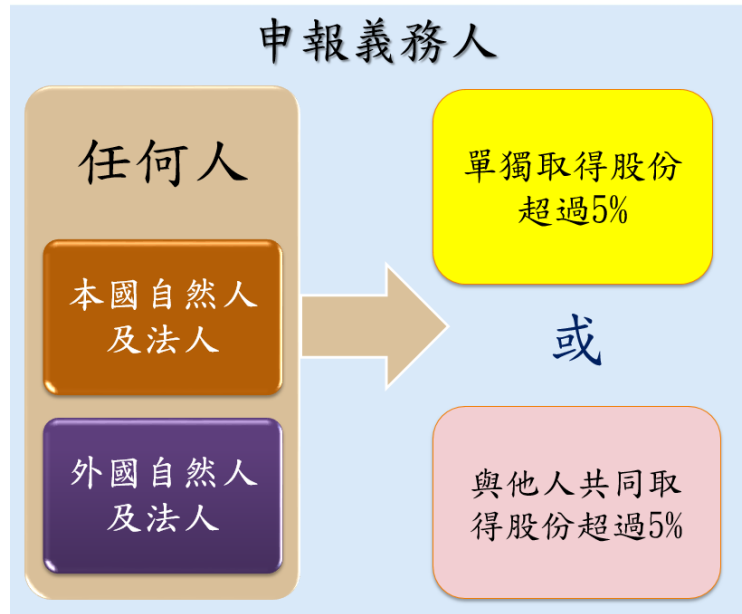 申報義務人
任何人
本國自然人
及法人
外國自然人
及法人
單獨取得股份
超過5%
或
與他人共同取
得股份超過5%